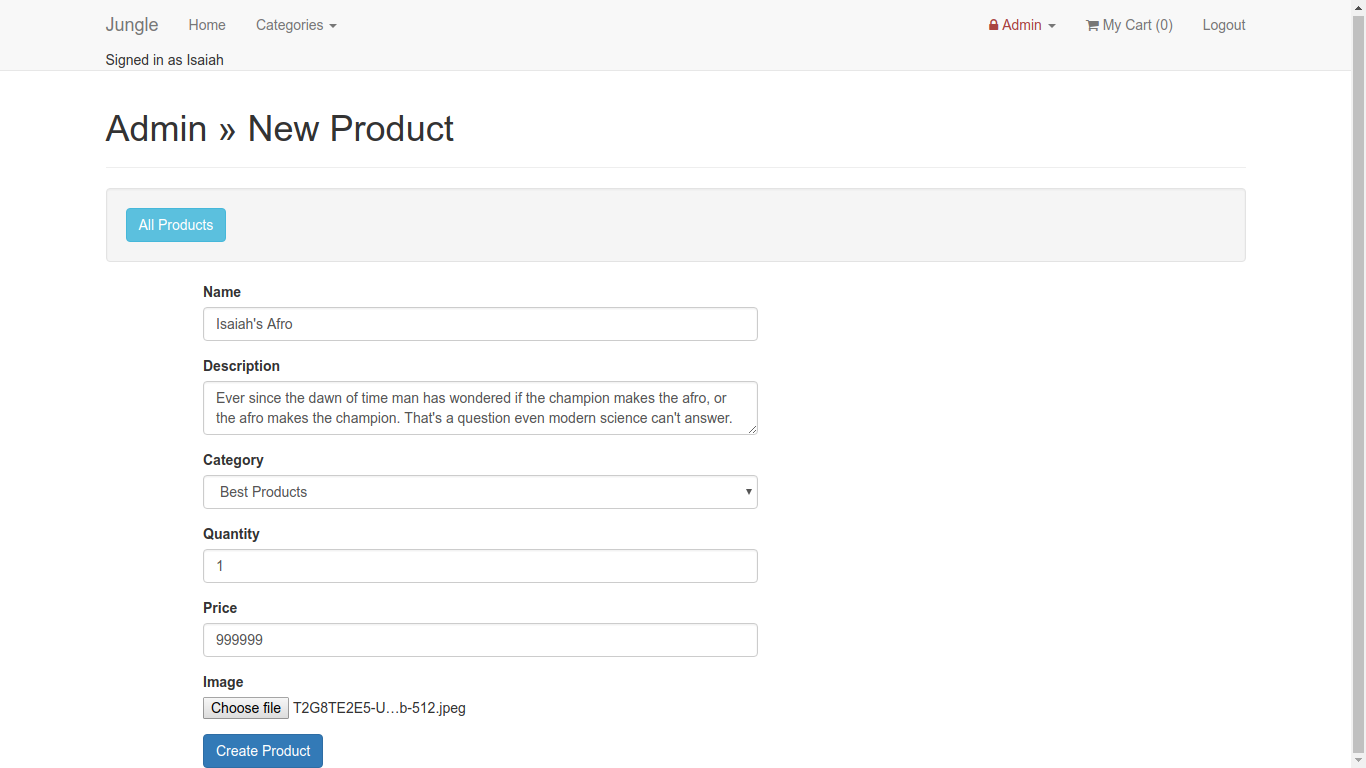 Jungle Home Categories Admin My Cart (0) Logout
Signed in as Isaiah
Admin » New Product
All Products
Name
Isaiah's Afro
Description
Ever since the dawn of time man has wondered if the champion makes the afro, or
the afro makes the champion. That's a question even modern science can't answer.
Category
Best Products
Quantity
1
Price
999999
Image
Choose file T2G8TE2E5-U…b-512.jpeg
Create Product